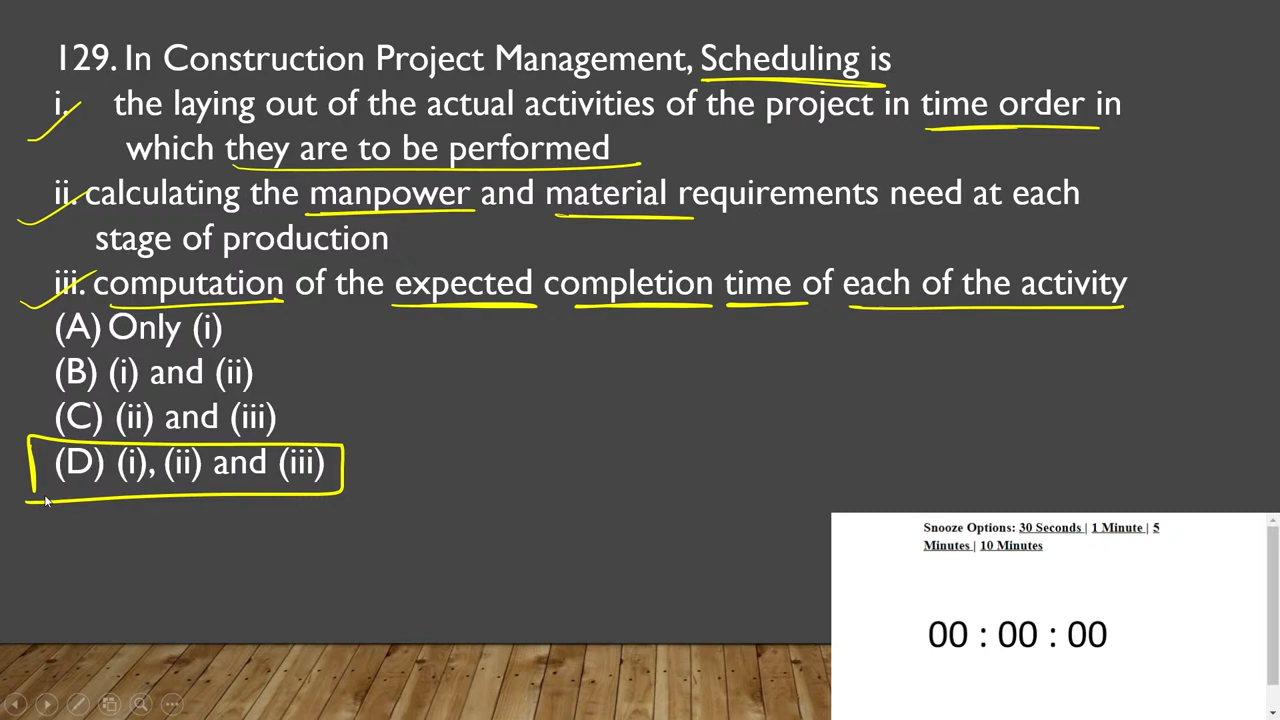 129. In Construction Project Management, Scheduling is
i. the laying out of the actual activities of the project in time order in
which they are to be performed
ii. calculating the manpower and material requirements need at each
stage of production
iii. computation of the expected completion time of each of the activity
(A) Only (i)
(B) (i) and (ii)
(C) (ii) and (iii)
(D) (i), (ii) and (iii)
Snooze Options: 30 Seconds | 1 Minute | 5
Minutes | 10 Minutes
00 : 00 : 00